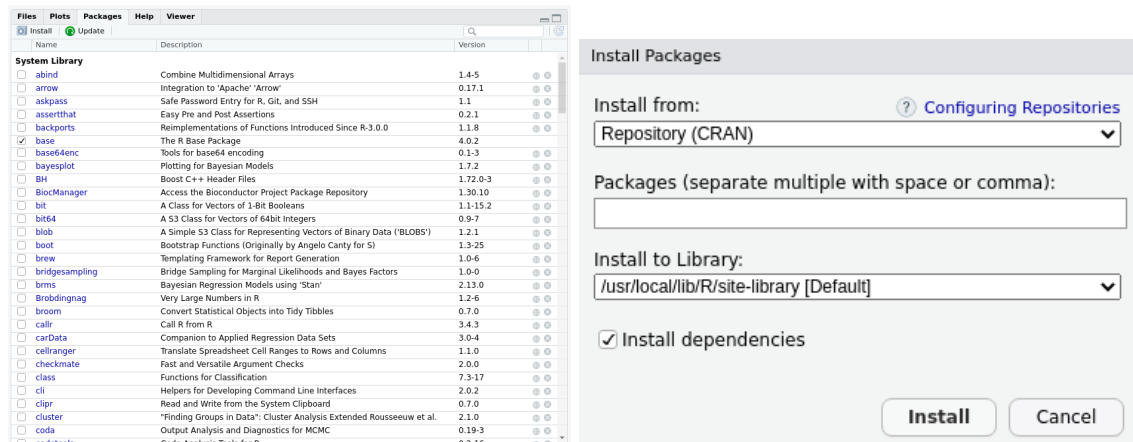 Files Plots Packages Help Viewer
Install Update
Name Description Version
System Library
abind Combine Multidimensional Arrays 1.4-5
arrow Integration to 'Apache' 'Arrow' 0.17.1
askpass Safe Password Entry for R, Git, and SSH 1.1
assertthat Easy Pre and Post Assertions 0.2.1
backports Reimplementations of Functions Introduced Since R-3.0.0 1.1.8
base The R Base Package 4.0.2
base64enc Tools for base64 encoding 0.1-3
bayesplot Plotting for Bayesian Models 1.7.2
BH Boost C++ Header Files 1.72.0-3
BiocManager Access the Bioconductor Project Package Repository 1.30.10
bit A Class for Vectors of 1-Bit Booleans 1.1-15.2
bit64 A S3 Class for Vectors of 64bit Integers 0.9-7
blob A Simple S3 Class for Representing Vectors of Binary Data ('BLOBS') 1.2.1
boot Bootstrap Functions (Originally by Angelo Canty for S) 1.3-25
brew Templating Framework for Report Generation 1.0-6
bridgesampling Bridge Sampling for Marginal Likelihoods and Bayes Factors 1.0-0
brms Bayesian Regression Models using 'Stan' 2.13.0
Brobdingnag Very Large Numbers in R 1.2-6
broom Convert Statistical Objects into Tidy Tibbles 0.7.0
callr Call R from R 3.4.3
carData Companion to Applied Regression Data Sets 3.0-4
cellranger Translate Spreadsheet Cell Ranges to Rows and Columns 1.1.0
checkmate Fast and Versatile Argument Checks 2.0.0
class Functions for Classification 7.3-17
cli Helpers for Developing Command Line Interfaces 2.0.2
clipr Read and Write from the System Clipboard 0.7.0
cluster "Finding Groups in Data": Cluster Analysis Extended Rousseeuw et al. 2.1.0
coda Output Analysis and Diagnostics for MCMC 0.19-3
Install Packages
Install from:
? Configuring Repositories
Repository (CRAN)
Packages (separate multiple with space or comma):
Install to Library:
/usr/local/lib/R/site-library [Default]
Install dependencies
Install Cancel